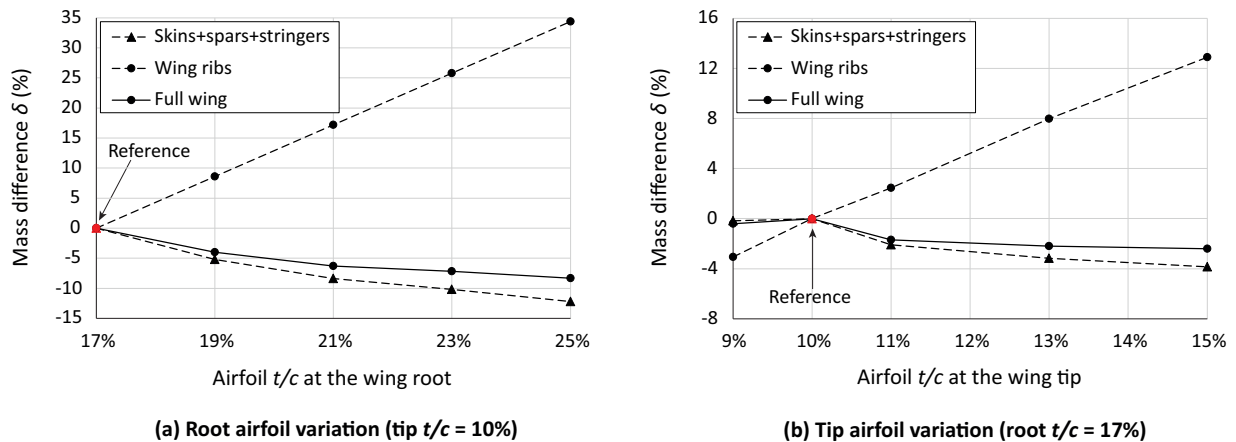 35
30
25
20
15
10
5
0
-5
-10
-15
Mass difference δ (%)
Skins+spars+stringers
Wing ribs
Full wing
Reference
17% 19% 21% 23% 25%
Airfoil t/c at the wing root
(a) Root airfoil variation (tip t/c = 10%)
16
12
8
4
0
-4
-8
Mass difference δ (%)
Skins+spars+stringers
Wing ribs
Full wing
Reference
9% 10% 11% 12% 13% 14% 15%
Airfoil t/c at the wing tip
(b) Tip airfoil variation (root t/c = 17%)